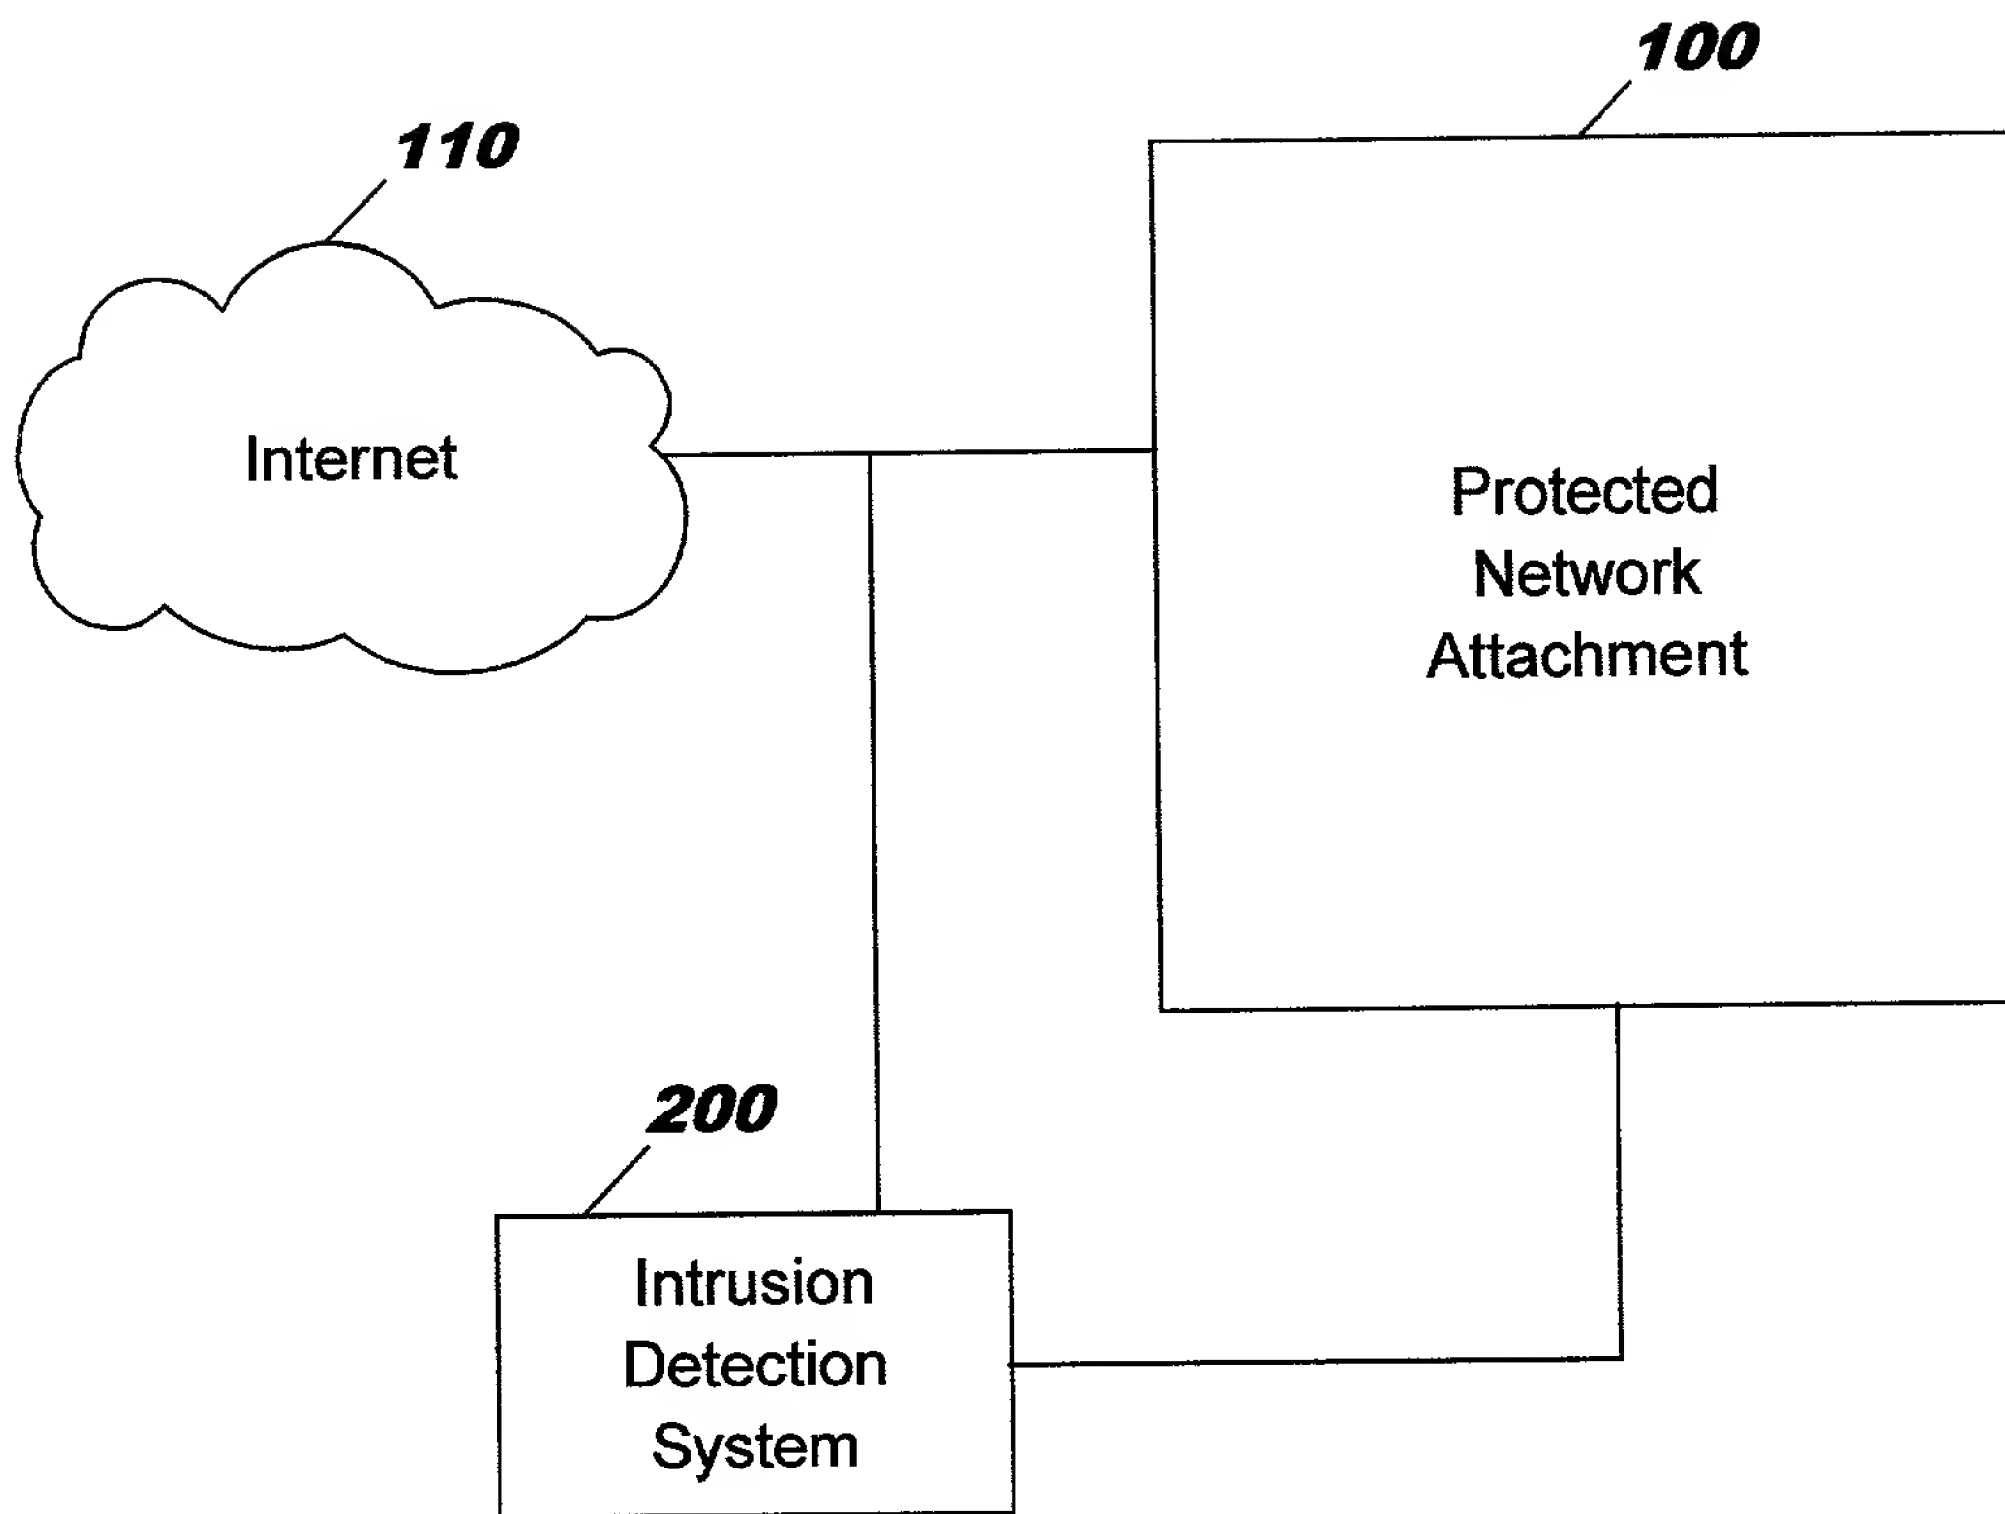 100
110
Internet
Protected
Network
Attachment
200
Intrusion
Detection
System